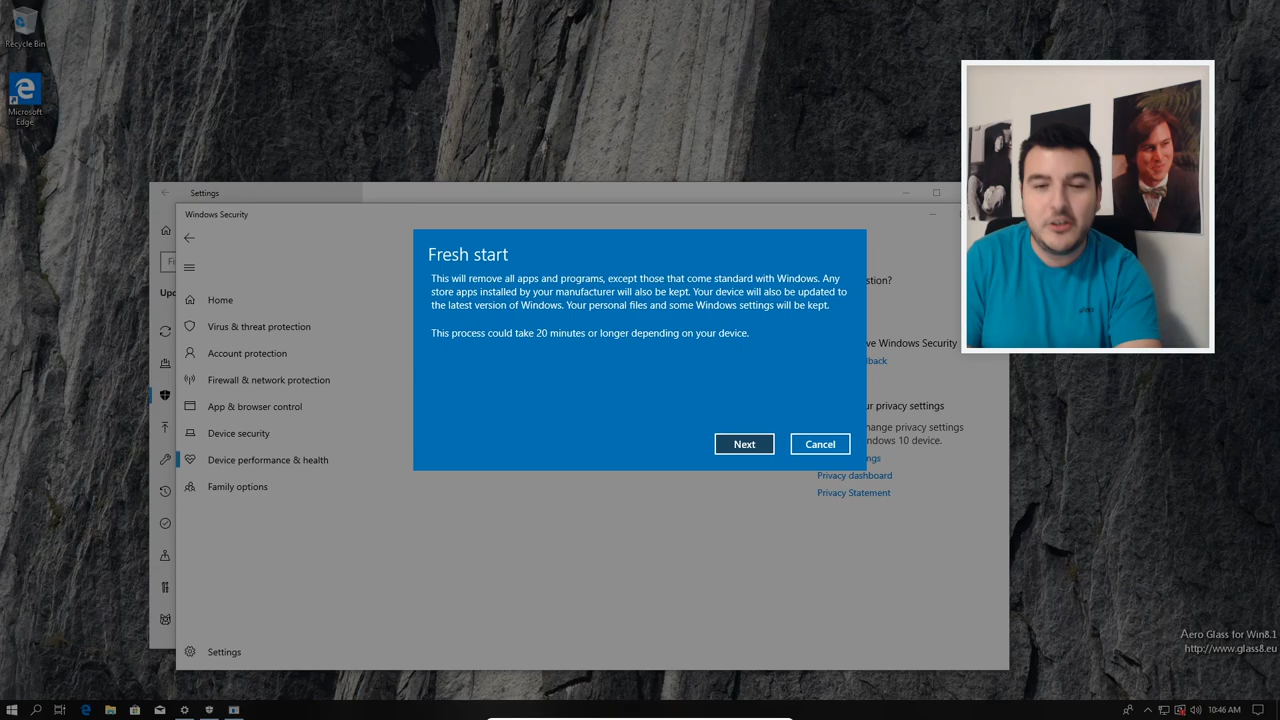 Recycle Bin
Microsoft
Edge
Settings
Windows Security
Fi
Upd
Home
Virus & threat protection
Account protection
Firewall & network protection
App & browser control
Device security
Device performance & health
Family options
Settings
Fresh start
This will remove all apps and programs, except those that come standard with Windows. Any
store apps installed by your manufacturer will also be kept. Your device will also be updated to
the latest version of Windows. Your personal files and some Windows settings will be kept.
This process could take 20 minutes or longer depending on your device.
Next
Cancel
estion?
ve Windows Security
back
ur privacy settings
hange privacy settings
ndows 10 device.
ngs
Privacy dashboard
Privacy Statement
Aero Glass for Win8.1
http://www.glass8.eu
10:46 AM